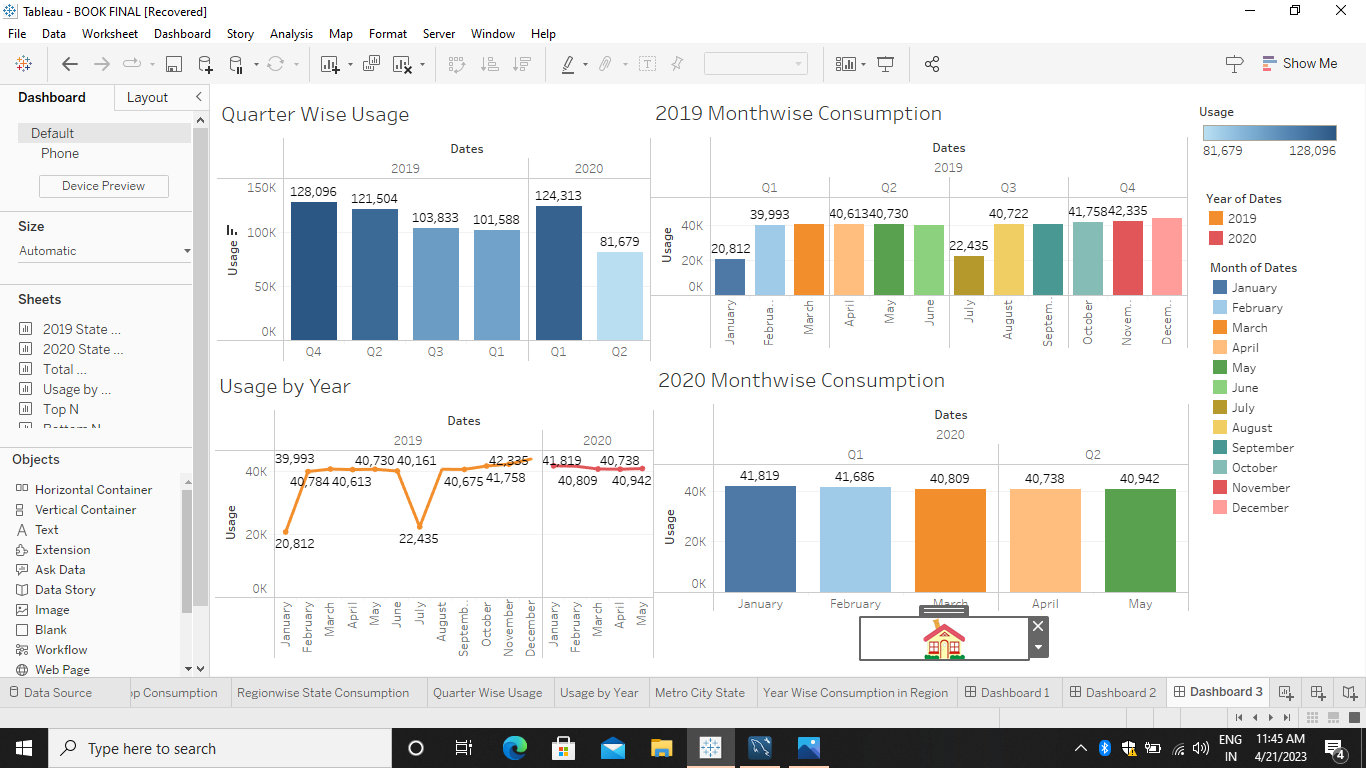 Tableau - BOOK FINAL [Recovered]
File Data Worksheet Dashboard Story Analysis Map Format Server Window Help
Show Me
Dashboard Layout
Default
Phone
Device Preview
Size
Automatic
Sheets
2019 State ...
2020 State ...
Total ...
Usage by ...
Top N
Bottom N
Objects
Horizontal Container
Vertical Container
Text
Extension
Ask Data
Data Story
Image
Blank
Workflow
Web Page
Quarter Wise Usage
Dates
2019 2020
Usage
150K
100K
50K
0K
128,096 121,504 103,833 101,588 124,313 81,679
Q4 Q2 Q3 Q1 Q1 Q2
2019 Monthwise Consumption
Dates
2019
Q1 Q2 Q3 Q4
Usage
40K
20K
0K
20,812 39,993 40,613 40,730 22,435 40,722 41,758 42,335
January Februa.. March April May June July August Septem.. October Novem.. Decem..
Usage by Year
Dates
2019 2020
Usage
40K
20K
0K
39,993 40,730 40,161 42,335 41,819 40,738
40,784 40,613 40,675 41,758 40,809 40,942
20,812 22,435
January February March April May June July August Septemb.. October November December January February March April May
2020 Monthwise Consumption
Dates
2020
Q1 Q2
Usage
40K
20K
0K
41,819 41,686 40,809 40,738 40,942
January February March April May
Usage
81,679 128,096
Year of Dates
2019
2020
Month of Dates
January
February
March
April
May
June
July
August
September
October
November
December
Data Source op Consumption Regionwise State Consumption Quarter Wise Usage Usage by Year Metro City State Year Wise Consumption in Region Dashboard 1 Dashboard 2 Dashboard 3
Type here to search
ENG
IN
11:45 AM
4/21/2023
4